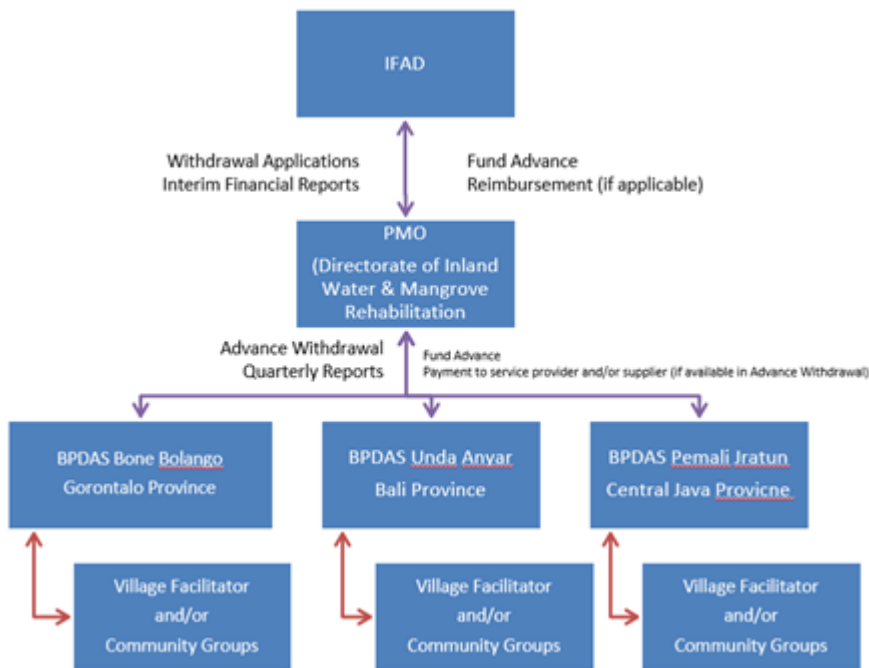 IFAD
Withdrawal Applications
Interim Financial Reports
Fund Advance
Reimbursement (if applicable)
PMO
(Directorate of Inland
Water & Mangrove
Rehabilitation
Advance Withdrawal
Quarterly Reports
Fund Advance
Payment to service provider and/or supplier (if available in Advance Withdrawal)
BPDAS Bone Bolango
Gorontalo Province
BPDAS Unda Anyar
Bali Province
BPDAS Pemali Jratun
Central Java Provicne
Village Facilitator
and/or
Community Groups
Village Facilitator
and/or
Community Groups
Village Facilitator
and/or
Community Groups